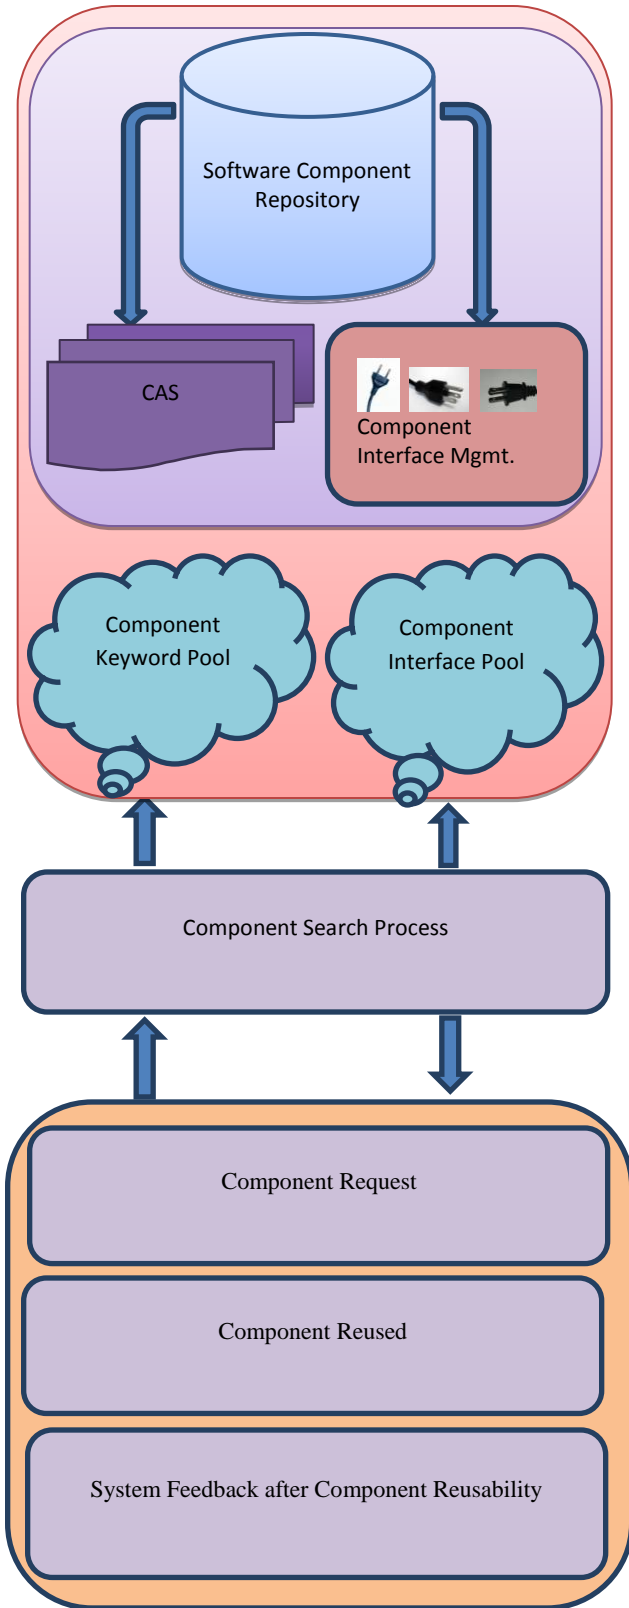 Software Component
Repository
CAS
Component
Interface Mgmt.
Component
Keyword Pool
Component
Interface Pool
Component Search Process
Component Request
Component Reused
System Feedback after Component Reusability